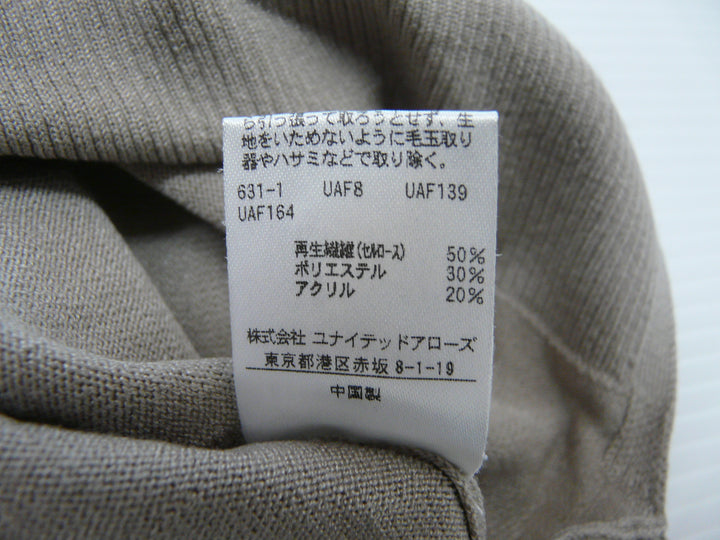 ら引っ張って取ろうとせず、生
地をいためないように毛玉取り
器やハサミなどで取り除く。
631-1 UAF8 UAF139
UAF164
再生繊維(セルロース) 50%
ポリエステル 30%
アクリル 20%
株式会社 ユナイテッドアローズ
東京都港区赤坂 8-1-19
中国製